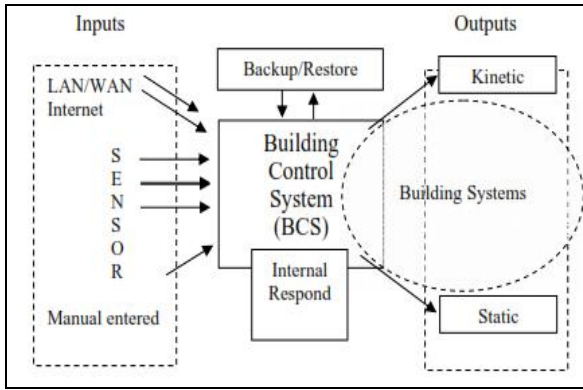 Inputs
Outputs
LAN/WAN
Internet
S
E
N
S
O
R
Manual entered
Backup/Restore
Building
Control
System
(BCS)
Internal
Respond
Kinetic
Building Systems
Static